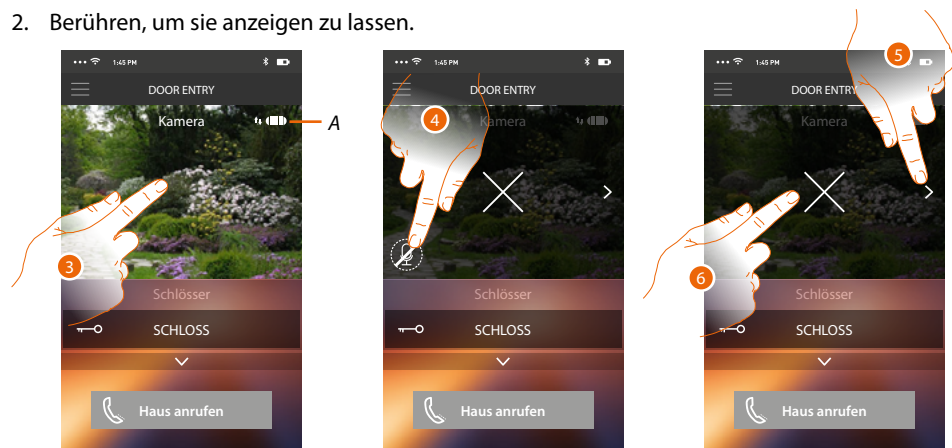 2. Berühren, um sie anzeigen zu lassen.
1:45 PM
DOOR ENTRY
Kamera
A
3
Schlösser
SCHLOSS
Haus anrufen
1:45 PM
DOOR ENTRY
Kamera
4
Schlösser
SCHLOSS
Haus anrufen
1:45 PM
DOOR ENTRY
Kamera
5
6
Schlösser
SCHLOSS
Haus anrufen